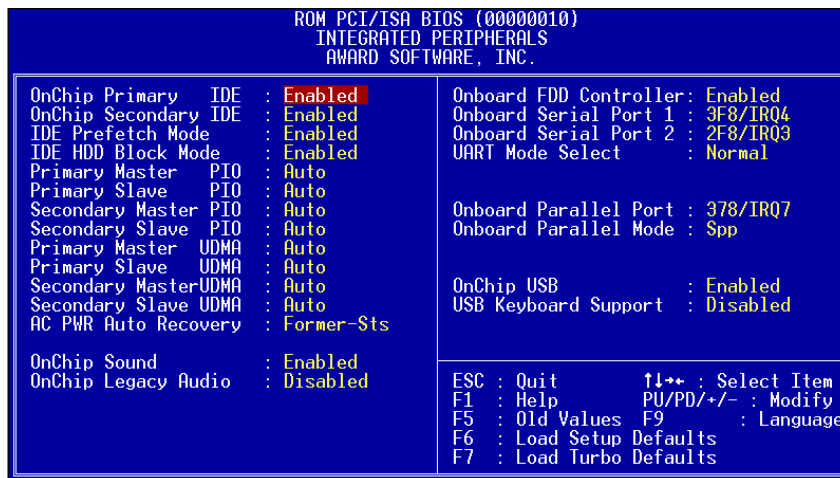 ROM PCI/ISA BIOS (00000010)
INTEGRATED PERIPHERALS
AWARD SOFTWARE, INC.
OnChip Primary IDE : Enabled
OnChip Secondary IDE : Enabled
IDE Prefetch Mode : Enabled
IDE HDD Block Mode : Enabled
Primary Master PIO : Auto
Primary Slave PIO : Auto
Secondary Master PIO : Auto
Secondary Slave PIO : Auto
Primary Master UDMA : Auto
Primary Slave UDMA : Auto
Secondary MasterUDMA : Auto
Secondary Slave UDMA : Auto
AC PWR Auto Recovery : Former-Sts
OnChip Sound : Enabled
OnChip Legacy Audio : Disabled
Onboard FDD Controller: Enabled
Onboard Serial Port 1 : 3F8/IRQ4
Onboard Serial Port 2 : 2F8/IRQ3
UART Mode Select : Normal
Onboard Parallel Port : 378/IRQ7
Onboard Parallel Mode : Spp
OnChip USB : Enabled
USB Keyboard Support : Disabled
ESC : Quit ↑↓→← : Select Item
F1 : Help PU/PD/+/- : Modify
F5 : Old Values F9 : Language
F6 : Load Setup Defaults
F7 : Load Turbo Defaults